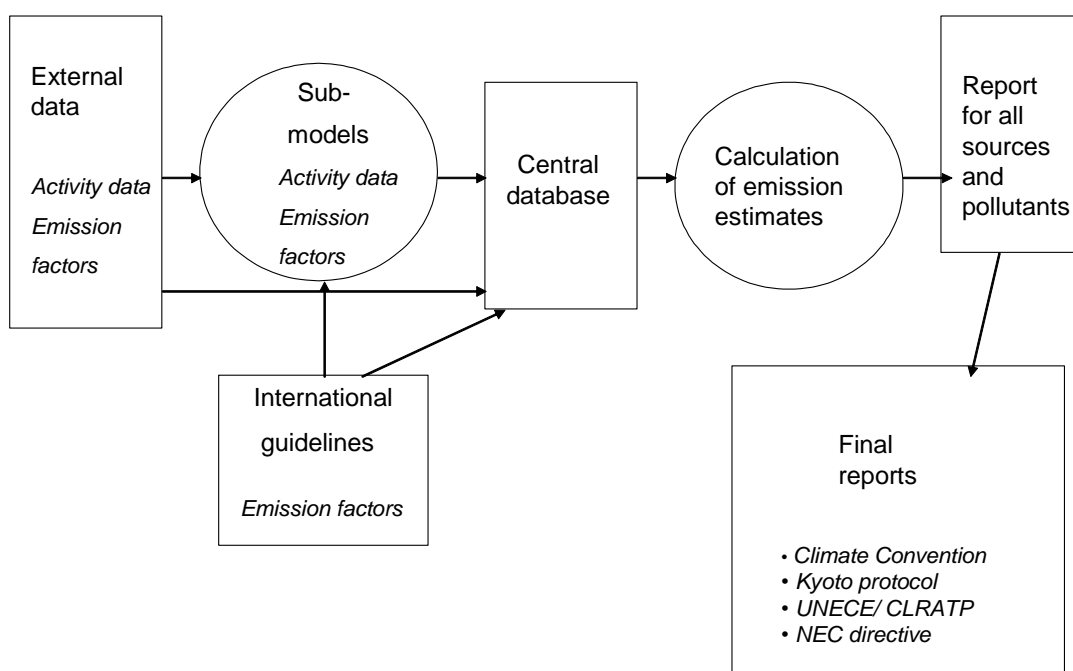 External
data
Activity data
Emission
factors
Sub-
models
Activity data
Emission
factors
Central
database
Calculation
of emission
estimates
Report
for all
sources
and
pollutants
International
guidelines
Emission factors
Final
reports
• Climate Convention
• Kyoto protocol
• UNECE/ CLRATP
• NEC directive